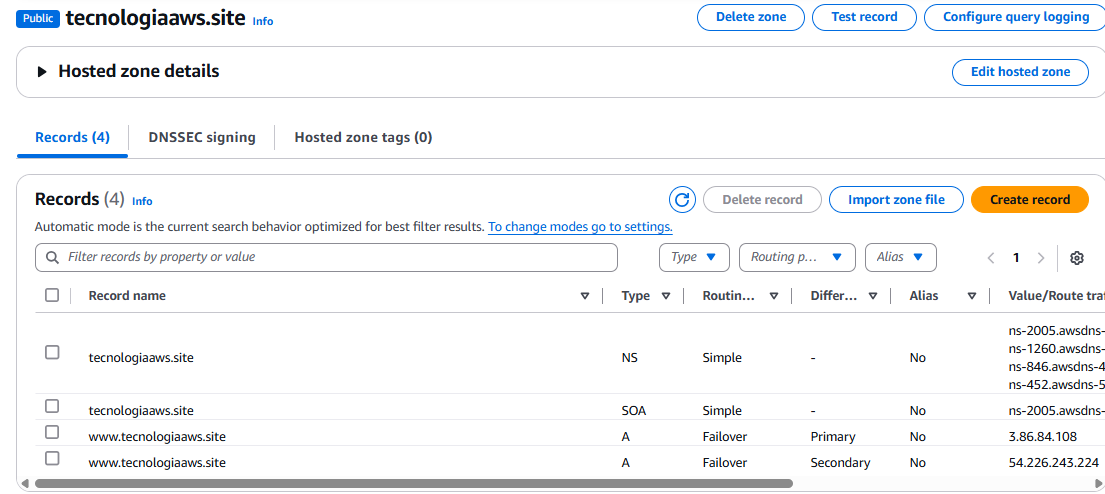 Public tecnologiaaws.site Info Delete zone Test record Configure query logging
Hosted zone details Edit hosted zone
Records (4) DNSSEC signing Hosted zone tags (0)
Records (4) Info Delete record Import zone file Create record
Automatic mode is the current search behavior optimized for best filter results. To change modes go to settings.
Filter records by property or value Type Routing p... Alias 1
Record name Type Routin... Differ... Alias Value/Route traf
ns-2005.awsdns-
ns-1260.awsdns-
tecnologiaaws.site NS Simple - No
ns-846.awsdns-4
ns-452.awsdns-5
tecnologiaaws.site SOA Simple - No ns-2005.awsdns-
www.tecnologiaaws.site A Failover Primary No 3.86.84.108
www.tecnologiaaws.site A Failover Secondary No 54.226.243.224